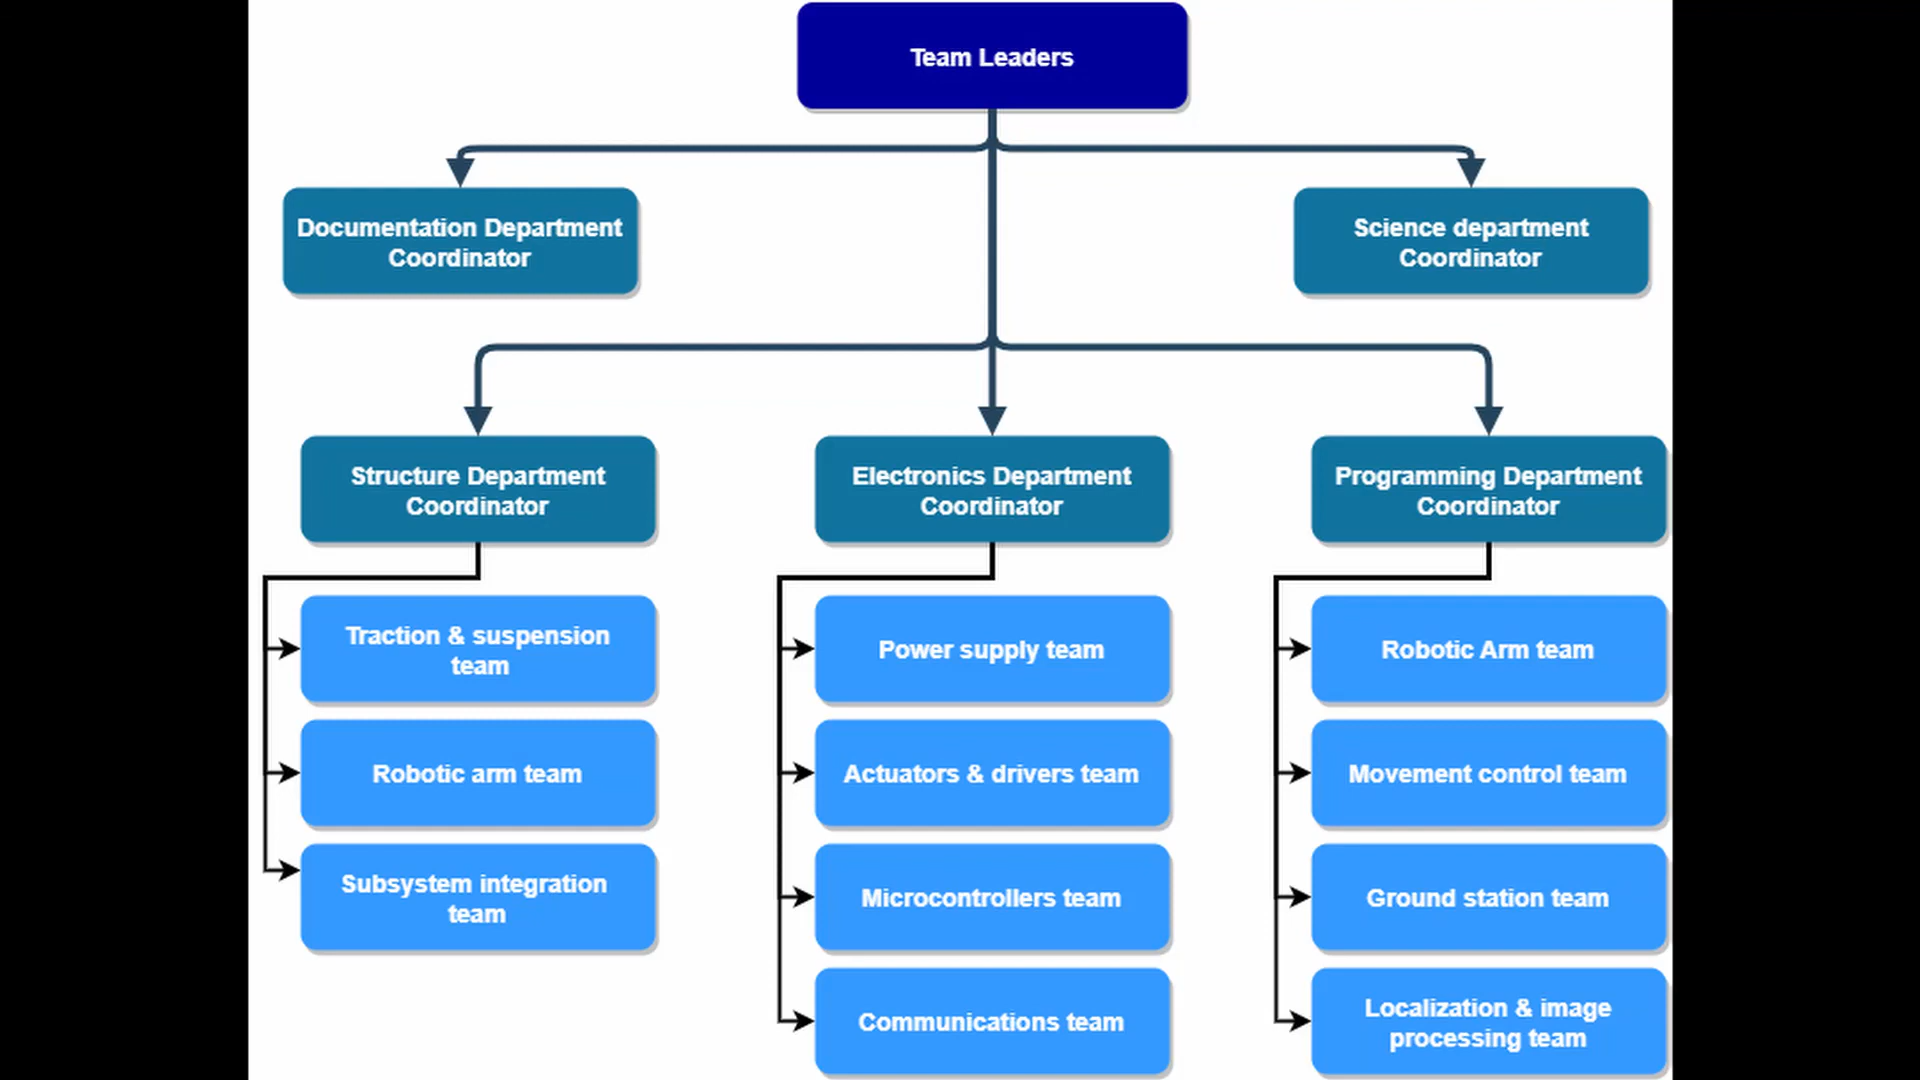 Team Leaders
Documentation Department
Coordinator
Science department
Coordinator
Structure Department
Coordinator
Electronics Department
Coordinator
Programming Department
Coordinator
Traction & suspension
team
Robotic arm team
Subsystem integration
team
Power supply team
Actuators & drivers team
Microcontrollers team
Communications team
Robotic Arm team
Movement control team
Ground station team
Localization & image
processing team